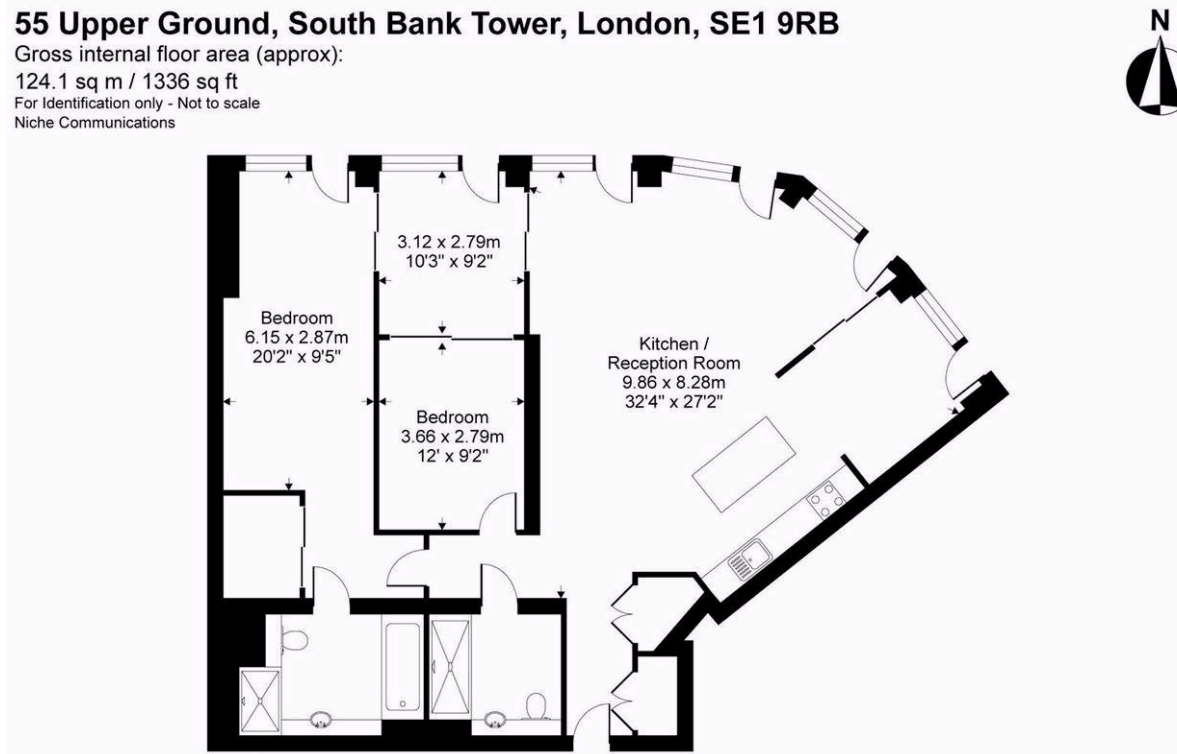 55 Upper Ground, South Bank Tower, London, SE1 9RB
Gross internal floor area (approx):
124.1 sq m / 1336 sq ft
For Identification only - Not to scale
Niche Communications
N
3.12 x 2.79m
10'3" x 9'2"
Bedroom
6.15 x 2.87m
20'2" x 9'5"
Kitchen /
Reception Room
9.86 x 8.28m
32'4" x 27'2"
Bedroom
3.66 x 2.79m
12' x 9'2"